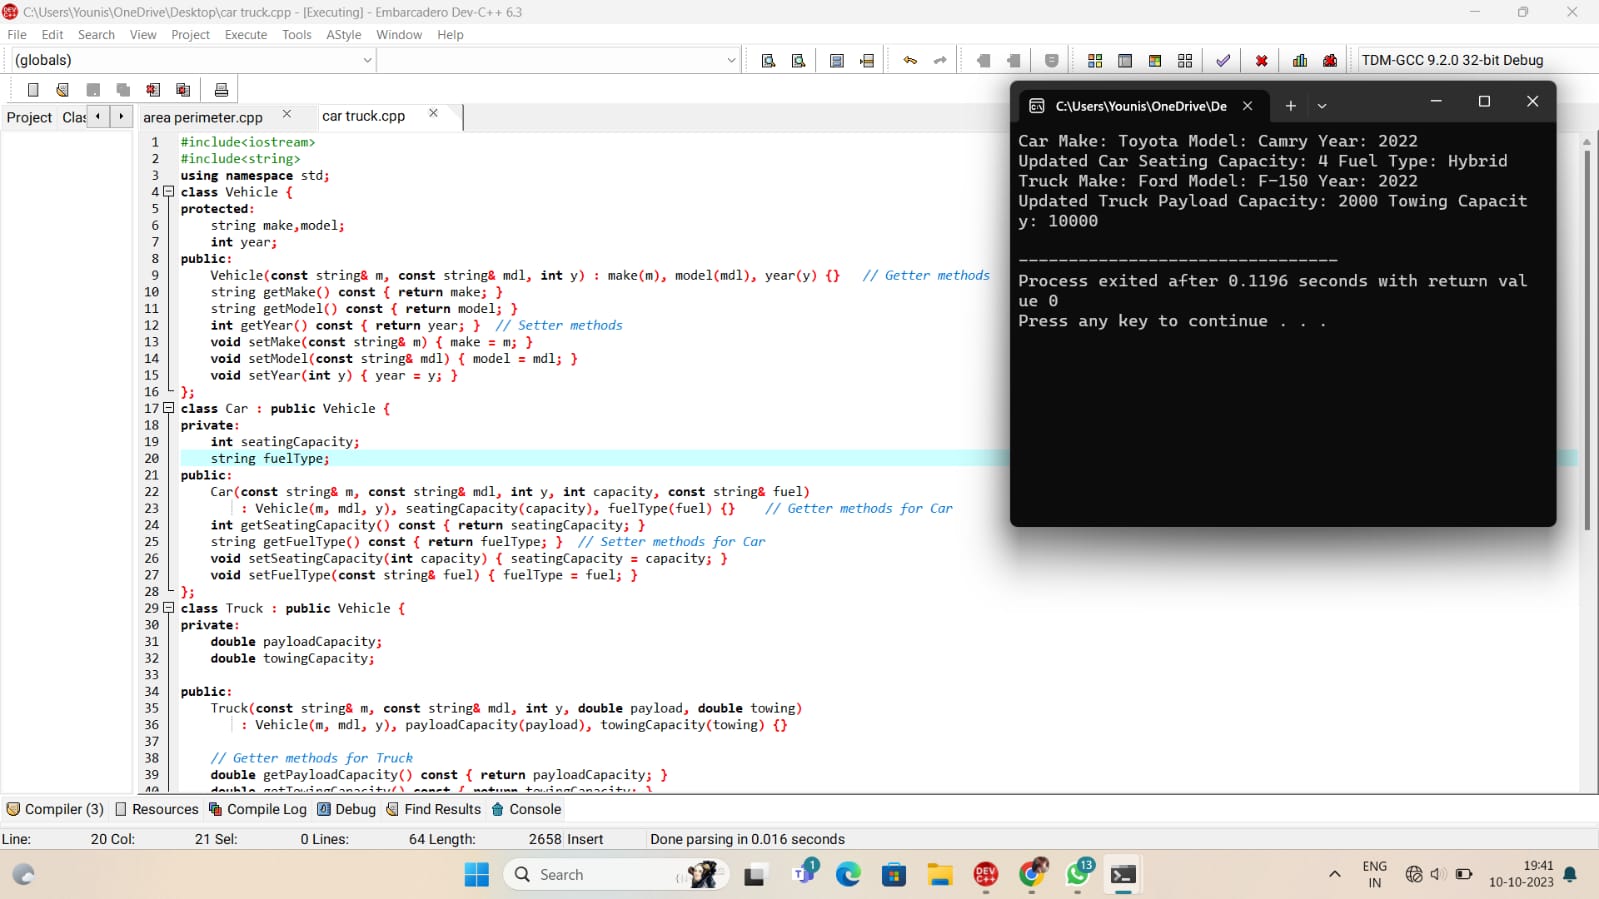 C:\Users\Younis\OneDrive\Desktop\car truck.cpp - [Executing] - Embarcadero Dev-C++ 6.3
File Edit Search View Project Execute Tools AStyle Window Help
(globals)
TDM-GCC 9.2.0 32-bit Debug
Project Clas
area perimeter.cpp
car truck.cpp
1 #include<iostream>
2 #include<string>
3 using namespace std;
4 class Vehicle {
5 protected:
6 string make,model;
7 int year;
8 public:
9 Vehicle(const string& m, const string& mdl, int y) : make(m), model(mdl), year(y) {} // Getter methods
10 string getMake() const { return make; }
11 string getModel() const { return model; }
12 int getYear() const { return year; } // Setter methods
13 void setMake(const string& m) { make = m; }
14 void setModel(const string& mdl) { model = mdl; }
15 void setYear(int y) { year = y; }
16 };
17 class Car : public Vehicle {
18 private:
19 int seatingCapacity;
20 string fuelType;
21 public:
22 Car(const string& m, const string& mdl, int y, int capacity, const string& fuel)
23 : Vehicle(m, mdl, y), seatingCapacity(capacity), fuelType(fuel) {} // Getter methods for Car
24 int getSeatingCapacity() const { return seatingCapacity; }
25 string getFuelType() const { return fuelType; } // Setter methods for Car
26 void setSeatingCapacity(int capacity) { seatingCapacity = capacity; }
27 void setFuelType(const string& fuel) { fuelType = fuel; }
28 };
29 class Truck : public Vehicle {
30 private:
31 double payloadCapacity;
32 double towingCapacity;
33
34 public:
35 Truck(const string& m, const string& mdl, int y, double payload, double towing)
36 : Vehicle(m, mdl, y), payloadCapacity(payload), towingCapacity(towing) {}
37
38 // Getter methods for Truck
39 double getPayloadCapacity() const { return payloadCapacity; }
40 double getTowingCapacity() const { return towingCapacity; }
C:\Users\Younis\OneDrive\De
Car Make: Toyota Model: Camry Year: 2022
Updated Car Seating Capacity: 4 Fuel Type: Hybrid
Truck Make: Ford Model: F-150 Year: 2022
Updated Truck Payload Capacity: 2000 Towing Capacit
y: 10000
--------------------------------
Process exited after 0.1196 seconds with return val
ue 0
Press any key to continue . . .
Compiler (3) Resources Compile Log Debug Find Results Console
Line: 20 Col: 21 Sel: 0 Lines: 64 Length: 2658 Insert Done parsing in 0.016 seconds
Search
1
DEV C++
13
ENG
IN
19:41
10-10-2023